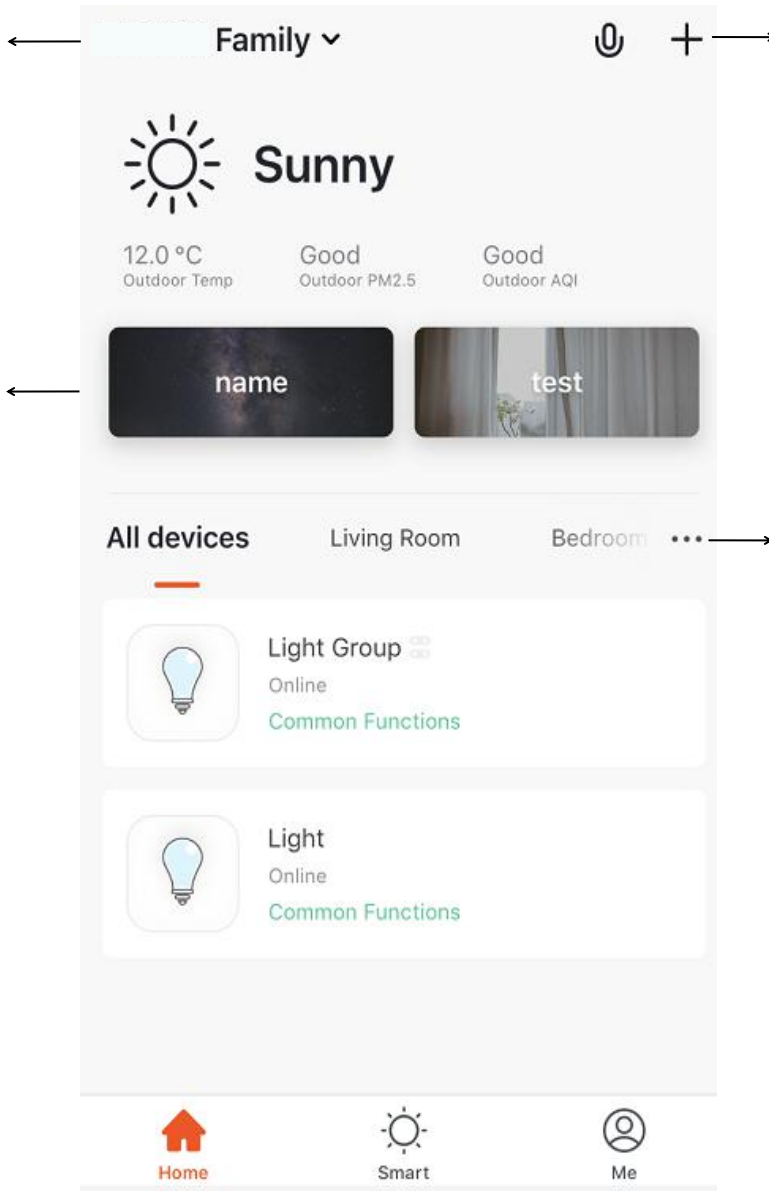 Family
Sunny
12.0 °C Good Good
Outdoor Temp Outdoor PM2.5 Outdoor AQI
name test
All devices Living Room Bedroom
Light Group
Online
Common Functions
Light
Online
Common Functions
Home Smart Me